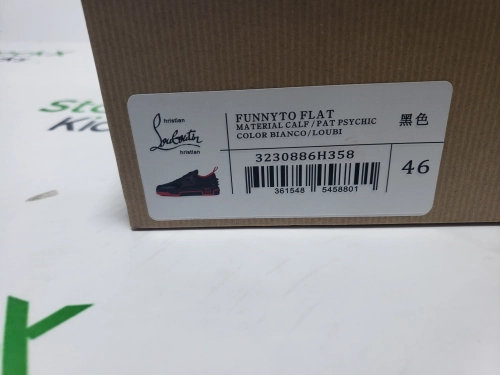 hristian
Louboutin
hristian
FUNNYTO FLAT
MATERIAL CALF/PAT PSYCHIC
COLOR BIANCO/LOUBI
黑色
3230886H358
361548 5458801
46